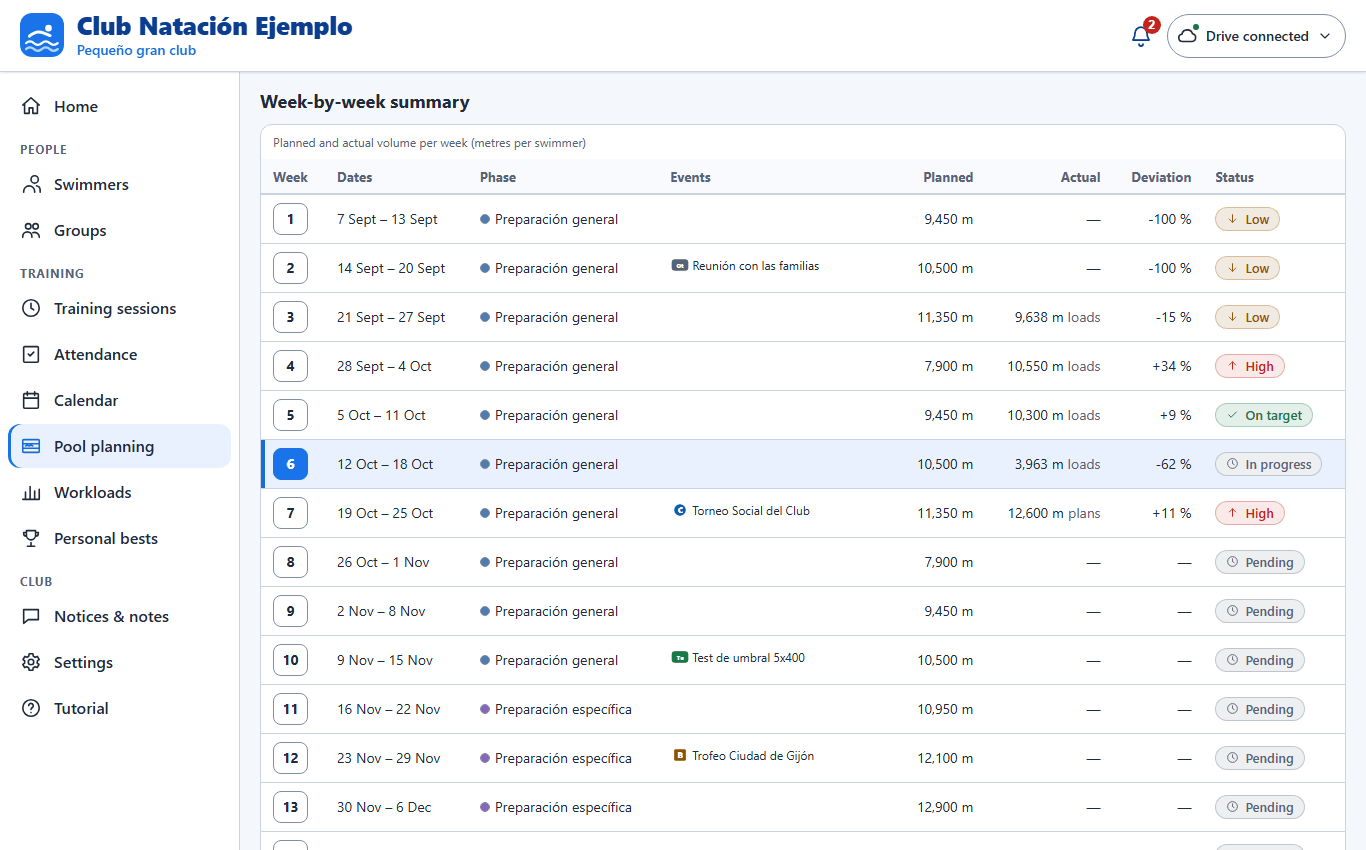 Club Natación Ejemplo
Pequeño gran club
2
Drive connected
Home
PEOPLE
Swimmers
Groups
TRAINING
Training sessions
Attendance
Calendar
Pool planning
Workloads
Personal bests
CLUB
Notices & notes
Settings
Tutorial
Week-by-week summary
Planned and actual volume per week (metres per swimmer)
Week Dates Phase Events Planned Actual Deviation Status
1 7 Sept – 13 Sept Preparación general 9,450 m — -100 % Low
2 14 Sept – 20 Sept Preparación general Reunión con las familias 10,500 m — -100 % Low
3 21 Sept – 27 Sept Preparación general 11,350 m 9,638 m loads -15 % Low
4 28 Sept – 4 Oct Preparación general 7,900 m 10,550 m loads +34 % High
5 5 Oct – 11 Oct Preparación general 9,450 m 10,300 m loads +9 % On target
6 12 Oct – 18 Oct Preparación general 10,500 m 3,963 m loads -62 % In progress
7 19 Oct – 25 Oct Preparación general C Torneo Social del Club 11,350 m 12,600 m plans +11 % High
8 26 Oct – 1 Nov Preparación general 7,900 m — — Pending
9 2 Nov – 8 Nov Preparación general 9,450 m — — Pending
10 9 Nov – 15 Nov Preparación general Te Test de umbral 5x400 10,500 m — — Pending
11 16 Nov – 22 Nov Preparación específica 10,950 m — — Pending
12 23 Nov – 29 Nov Preparación específica B Trofeo Ciudad de Gijón 12,100 m — — Pending
13 30 Nov – 6 Dec Preparación específica 12,900 m — — Pending